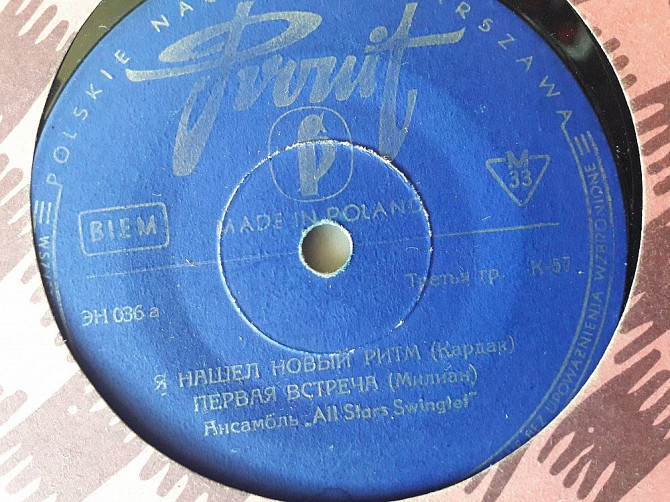 POLSKIE NA
RSZAWA
Pronit
P
M
33
BIEM
MADE IN POLAND
Третья гр. К-57
ЭН 036 а
Я НАШЕЛ НОВЫЙ РИТМ (Кардак)
ПЕРВАЯ ВСТРЕЧА (Милиан)
Ансамбль „All Stars Swingtet"
BEZ UPOWAŻNIENIA WZBRONIONE